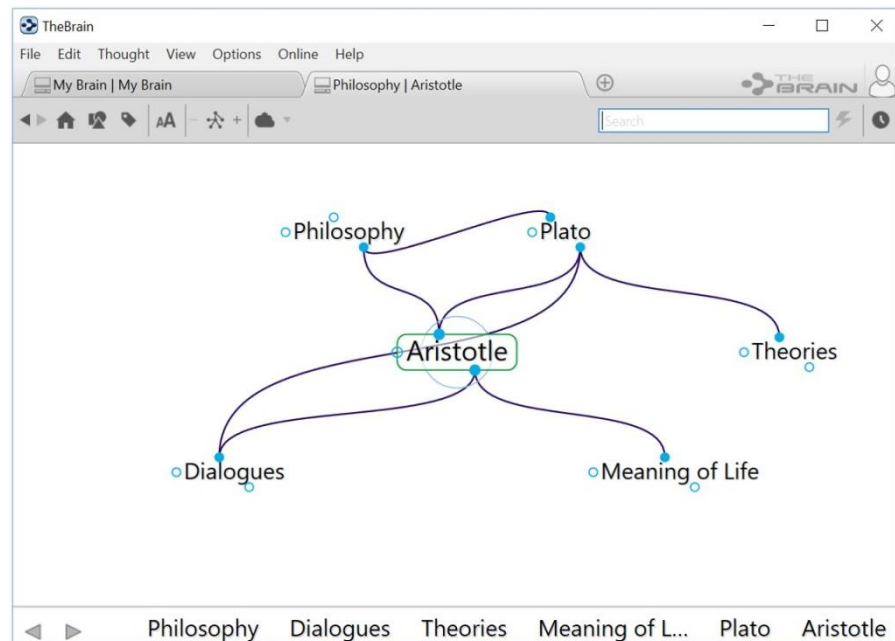 TheBrain
File Edit Thought View Options Online Help
My Brain | My Brain Philosophy | Aristotle THE BRAIN
AA Search
Philosophy Plato
Aristotle Theories
Dialogues Meaning of Life
Philosophy Dialogues Theories Meaning of L... Plato Aristotle